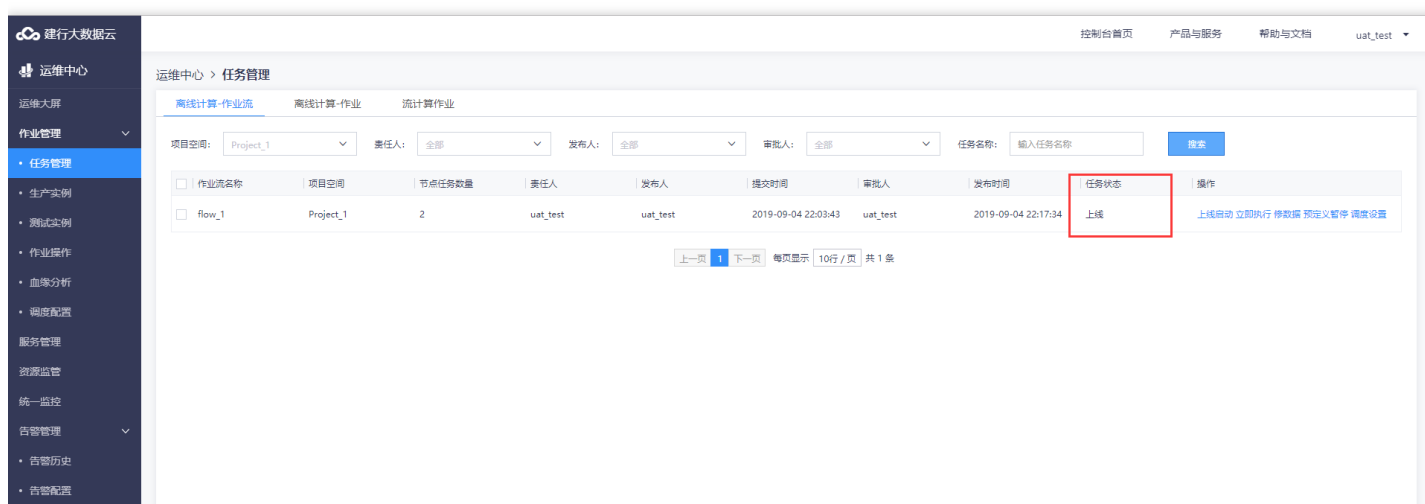 建行大数据云
控制台首页 产品与服务 帮助与文档 uat_test
运维中心
运维中心 > 任务管理
运维大屏
作业管理
• 任务管理
• 生产实例
• 测试实例
• 作业操作
• 血缘分析
• 调度配置
服务管理
资源监管
统一监控
告警管理
• 告警历史
• 告警配置
离线计算-作业流 离线计算-作业 流计算作业
项目空间: Project_1 责任人: 全部 发布人: 全部 审批人: 全部 任务名称: 输入任务名称 搜索
作业流名称 项目空间 节点任务数量 责任人 发布人 提交时间 审批人 发布时间 任务状态 操作
flow_1 Project_1 2 uat_test uat_test 2019-09-04 22:03:43 uat_test 2019-09-04 22:17:34 上线 上线启动 立即执行 修数据 预定义暂停 调度设置
上一页 1 下一页 每页显示 10行 / 页 共 1 条